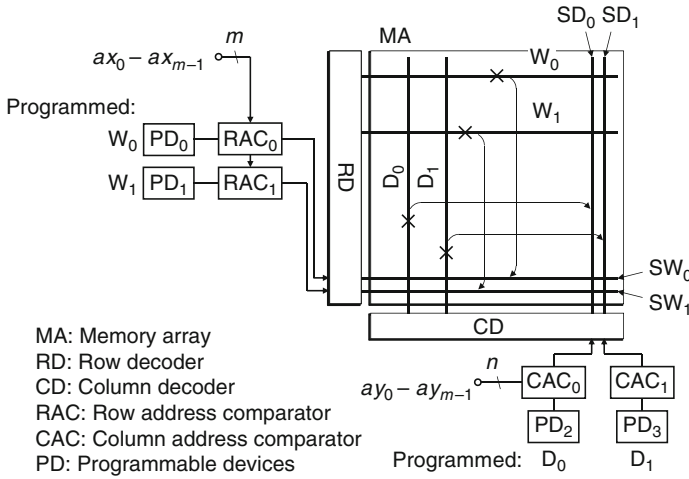 SD₀ SD₁
MA
m
ax₀ – axₘ₋₁
W₀
Programmed:
W₀ PD₀ RAC₀
W₁
W₁ PD₁ RAC₁
RD
D₀
D₁
SW₀
SW₁
CD
MA: Memory array
RD: Row decoder
CD: Column decoder
RAC: Row address comparator
CAC: Column address comparator
PD: Programmable devices
n
ay₀ – ayₘ₋₁
CAC₀ CAC₁
PD₂ PD₃
Programmed: D₀ D₁